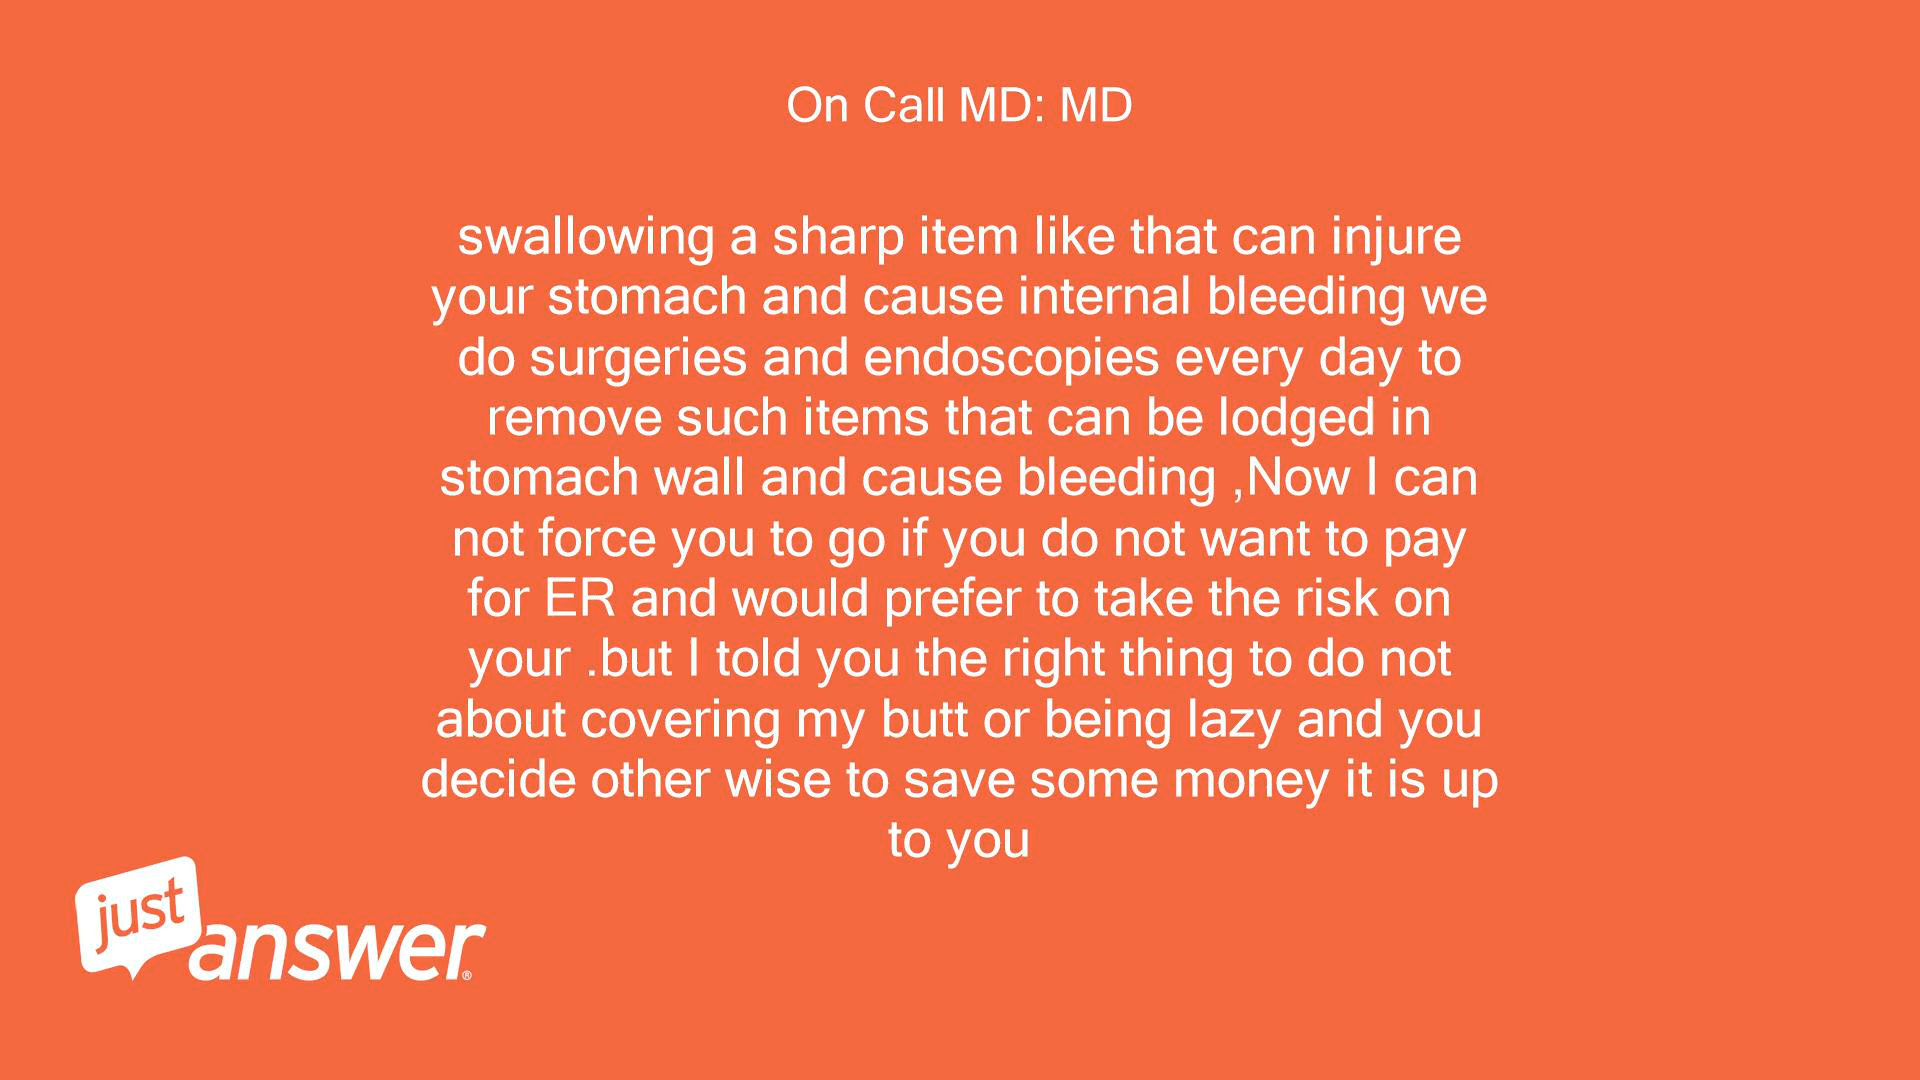 On Call MD: MD
swallowing a sharp item like that can injure
your stomach and cause internal bleeding we
do surgeries and endoscopies every day to
remove such items that can be lodged in
stomach wall and cause bleeding ,Now I can
not force you to go if you do not want to pay
for ER and would prefer to take the risk on
your .but I told you the right thing to do not
about covering my butt or being lazy and you
decide other wise to save some money it is up
to you
just
answer®